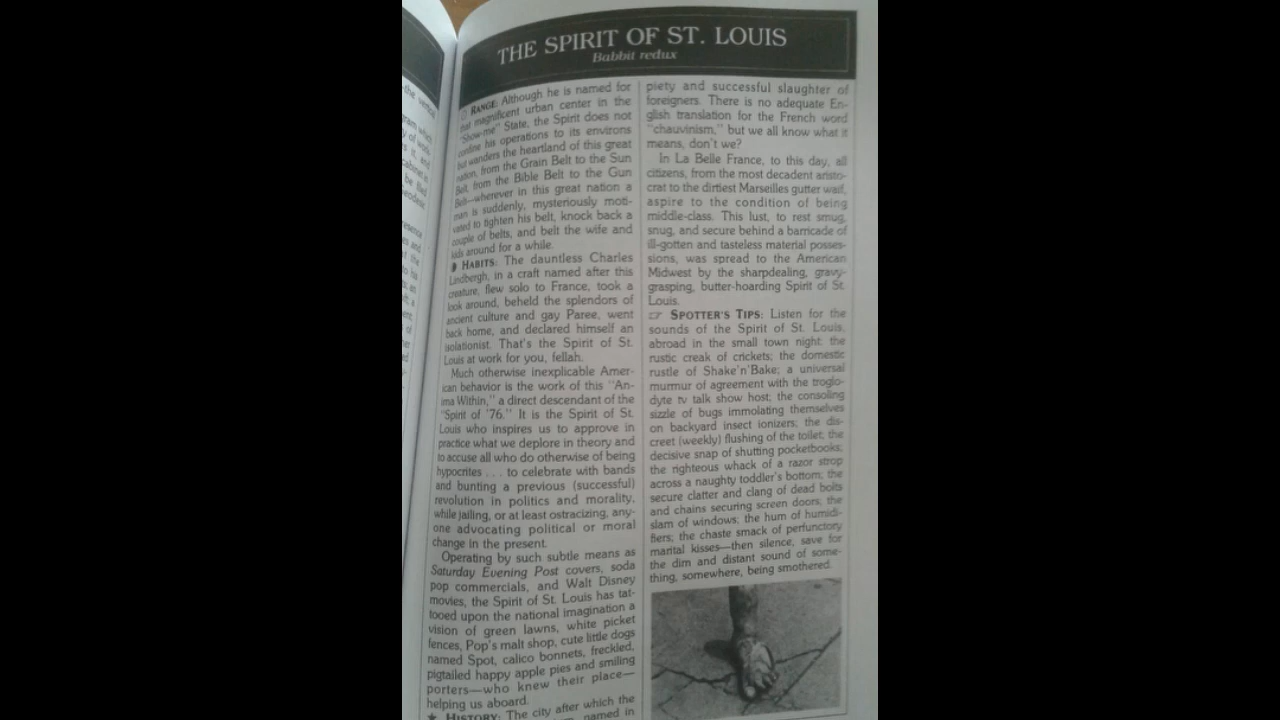 THE SPIRIT OF ST. LOUIS
Babbit redux
RANGE: Although he is named for
that magnificent urban center in the
"Show-me" State, the Spirit does not
confine his operations to its environs
but wanders the heartland of this great
nation, from the Grain Belt to the Sun
Belt, from the Bible Belt to the Gun
Belt—wherever in this great nation a
man is suddenly, mysteriously moti-
vated to tighten his belt, knock back a
couple of belts, and belt the wife and
kids around for a while.
HABITS: The dauntless Charles
Lindbergh, in a craft named after this
creature, flew solo to France, took a
look around, beheld the splendors of
ancient culture and gay Paree, went
back home, and declared himself an
isolationist. That's the Spirit of St.
Louis at work for you, fellah.
Much otherwise inexplicable Amer-
ican behavior is the work of this "An-
ima Within," a direct descendant of the
"Spirit of '76." It is the Spirit of St.
Louis who inspires us to approve in
practice what we deplore in theory and
to accuse all who do otherwise of being
hypocrites . . . to celebrate with bands
and bunting a previous (successful)
revolution in politics and morality,
while jailing, or at least ostracizing, any-
one advocating political or moral
change in the present.
Operating by such subtle means as
Saturday Evening Post covers, soda
pop commercials, and Walt Disney
movies, the Spirit of St. Louis has tat-
tooed upon the national imagination a
vision of green lawns, white picket
fences, Pop's malt shop, cute little dogs
named Spot, calico bonnets, freckled,
pigtailed happy apple pies and smiling
porters—who knew their place—
helping us aboard.
★ HISTORY: The city after which the
named in
piety and successful slaughter of
foreigners. There is no adequate En-
glish translation for the French word
"chauvinism," but we all know what it
means, don't we?
In La Belle France, to this day, all
citizens, from the most decadent aristo-
crat to the dirtiest Marseilles gutter waif,
aspire to the condition of being
middle-class. This lust, to rest smug,
snug, and secure behind a barricade of
ill-gotten and tasteless material posses-
sions, was spread to the American
Midwest by the sharpdealing, gravy-
grasping, butter-hoarding Spirit of St.
Louis.
☞ SPOTTER'S TIPS: Listen for the
sounds of the Spirit of St. Louis,
abroad in the small town night: the
rustic creak of crickets; the domestic
rustle of Shake'n'Bake; a universal
murmur of agreement with the troglo-
dyte tv talk show host; the consoling
sizzle of bugs immolating themselves
on backyard insect ionizers; the dis-
creet (weekly) flushing of the toilet; the
decisive snap of shutting pocketbooks;
the righteous whack of a razor strop
across a naughty toddler's bottom; the
secure clatter and clang of dead bolts
and chains securing screen doors; the
slam of windows; the hum of humidi-
fiers; the chaste smack of perfunctory
marital kisses—then silence, save for
the dim and distant sound of some-
thing, somewhere, being smothered.